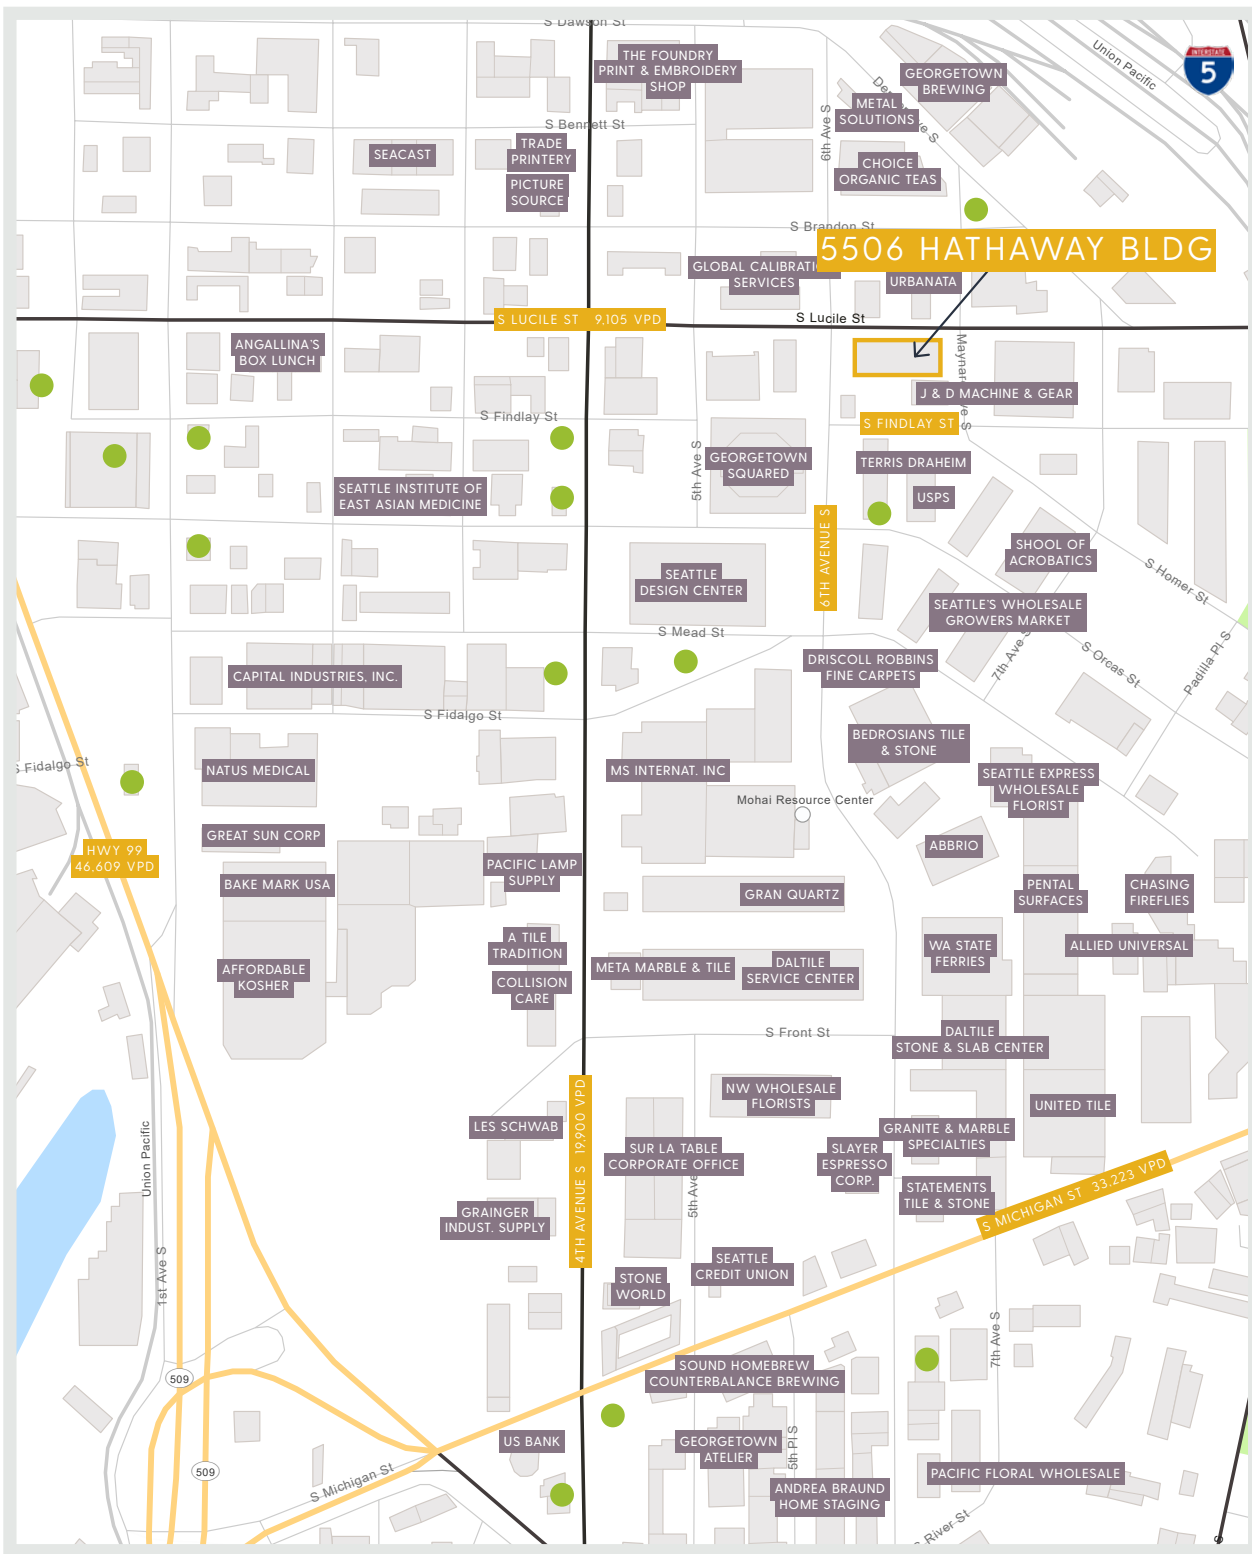 S Dawson St
THE FOUNDRY
PRINT & EMBROIDERY
SHOP
GEORGETOWN
BREWING
Union Pacific
INTERSTATE
5
METAL
SOLUTIONS
6th Ave S
S Bennett St
SEACAST
TRADE
PRINTERY
PICTURE
SOURCE
CHOICE
ORGANIC TEAS
S Brandon St
5506 HATHAWAY BLDG
GLOBAL CALIBRATI
SERVICES
URBANATA
S LUCILE ST 9,105 VPD
S Lucile St
ANGALLINA'S
BOX LUNCH
J & D MACHINE & GEAR
S Findlay St
S FINDLAY ST
5th Ave S
GEORGETOWN
SQUARED
TERRIS DRAHEIM
SEATTLE INSTITUTE OF
EAST ASIAN MEDICINE
USPS
6TH AVENUE S
SHOOL OF
ACROBATICS
SEATTLE
DESIGN CENTER
S Homer St
SEATTLE'S WHOLESALE
GROWERS MARKET
S Mead St
7th Ave S
S Orcas St
Padilla Pl S
DRISCOLL ROBBINS
FINE CARPETS
CAPITAL INDUSTRIES, INC.
S Fidalgo St
BEDROSIANS TILE
& STONE
S Fidalgo St
NATUS MEDICAL
MS INTERNAT. INC
SEATTLE EXPRESS
WHOLESALE
FLORIST
Mohai Resource Center
GREAT SUN CORP
ABBRIO
HWY 99
46,609 VPD
PACIFIC LAMP
SUPPLY
BAKE MARK USA
GRAN QUARTZ
PENTAL
SURFACES
CHASING
FIREFLIES
A TILE
TRADITION
WA STATE
FERRIES
ALLIED UNIVERSAL
AFFORDABLE
KOSHER
COLLISION
CARE
META MARBLE & TILE
DALTILE
SERVICE CENTER
S Front St
DALTILE
STONE & SLAB CENTER
4TH AVENUE S 19,900 VPD
NW WHOLESALE
FLORISTS
UNITED TILE
LES SCHWAB
GRANITE & MARBLE
SPECIALTIES
Union Pacific
SUR LA TABLE
CORPORATE OFFICE
SLAYER
ESPRESSO
CORP.
5th Ave
STATEMENTS
TILE & STONE
S MICHIGAN ST 33,223 VPD
GRAINGER
INDUST. SUPPLY
1st Ave S
SEATTLE
CREDIT UNION
STONE
WORLD
7th Ave S
509
SOUND HOMEBREW
COUNTERBALANCE BREWING
US BANK
GEORGETOWN
ATELIER
5th Pl S
509
S Michigan St
PACIFIC FLORAL WHOLESALE
ANDREA BRAUND
HOME STAGING
S River St